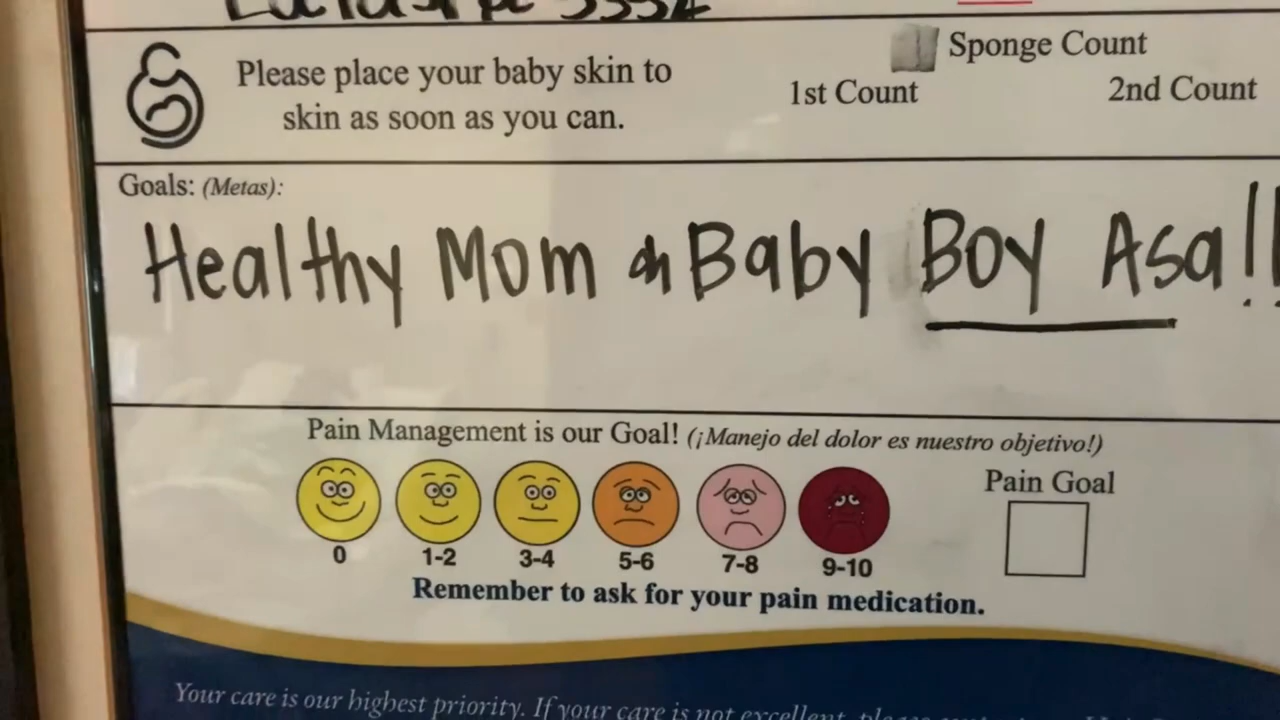 Please place your baby skin to
skin as soon as you can.
Sponge Count
1st Count 2nd Count
Goals: (Metas):
Healthy Mom & Baby Boy Asa!!
Pain Management is our Goal! (¡Manejo del dolor es nuestro objetivo!)
Pain Goal
0 1-2 3-4 5-6 7-8 9-10
Remember to ask for your pain medication.
Your care is our highest priority. If your care is not excellent, please